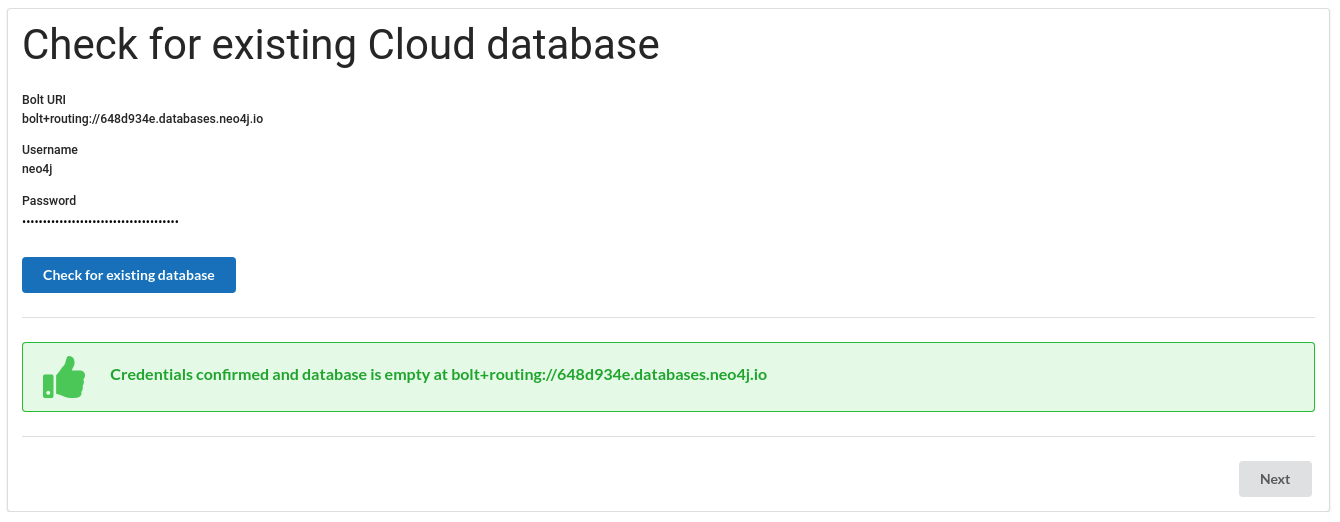 Check for existing Cloud database
Bolt URI
bolt+routing://648d934e.databases.neo4j.io
Username
neo4j
Password
••••••••••••••••••••••••••••••••••••••
Check for existing database
Credentials confirmed and database is empty at bolt+routing://648d934e.databases.neo4j.io
Next